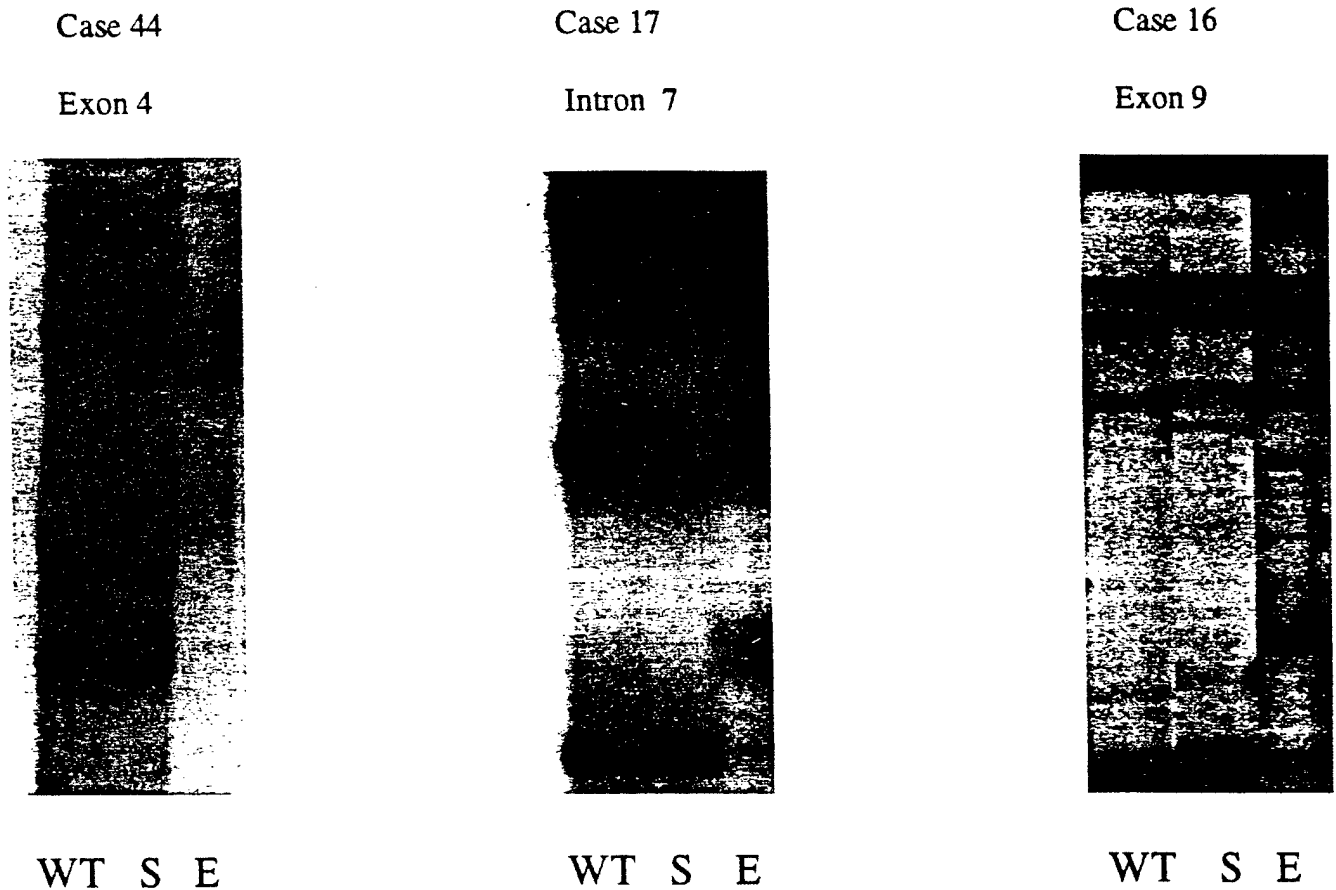 Case 44
Exon 4
WT S E
Case 17
Intron 7
WT S E
Case 16
Exon 9
WT S E